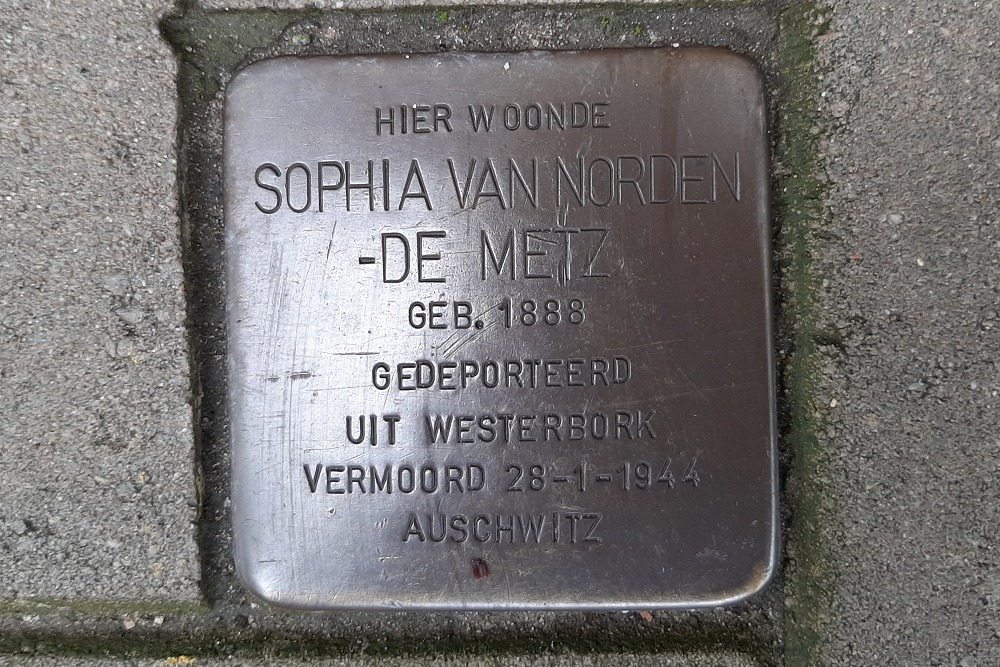 HIER WOONDE
SOPHIA VAN NORDEN
-DE METZ
GEB. 1888
GEDEPORTEERD
UIT WESTERBORK
VERMOORD 28-1-1944
AUSCHWITZ